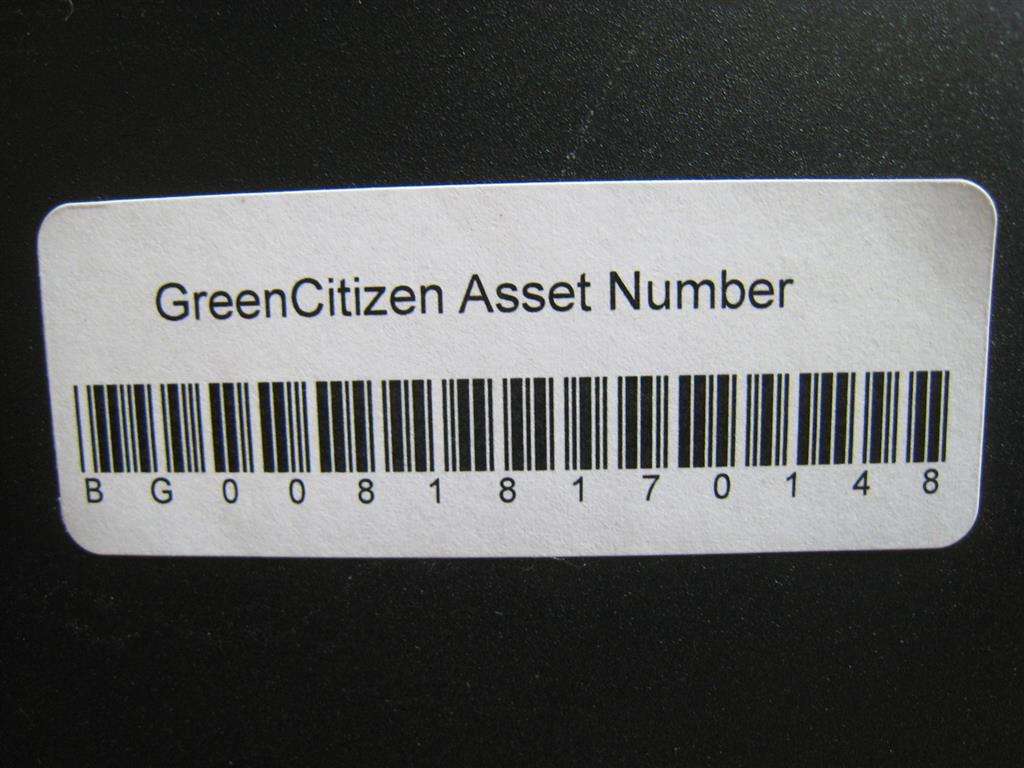 GreenCitizen Asset Number
B G 0 0 8 1 8 1 7 0 1 4 8